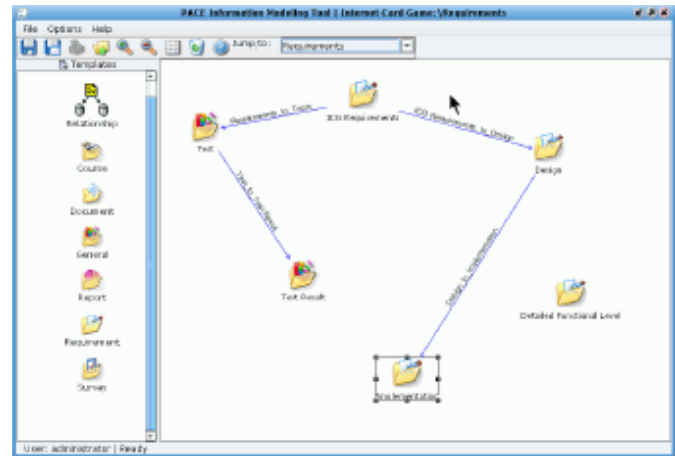 PACE Information Modeling Tool | Internet Card Game: \Requirements
File Options Help
Jump to: Requirements
Templates
Relationship
Course
Document
General
Report
Requirement
Survey
ICG Requirements
Requirements to Tests
ICG Requirements to Design
Test
Design
Test to Test Result
Design to Implementation
Test Result
Detailed Functional Level
Implementation
User: administrator | Ready